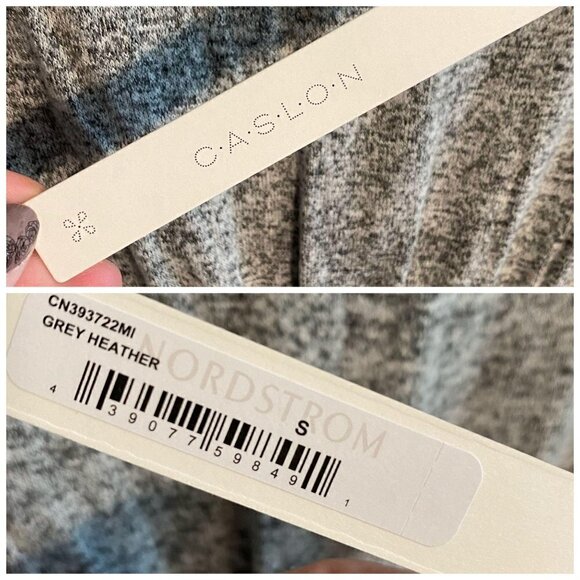 C·A·S·L·O·N
CN393722MI
GREY HEATHER
NORDSTROM
S
4 39077 59849 1